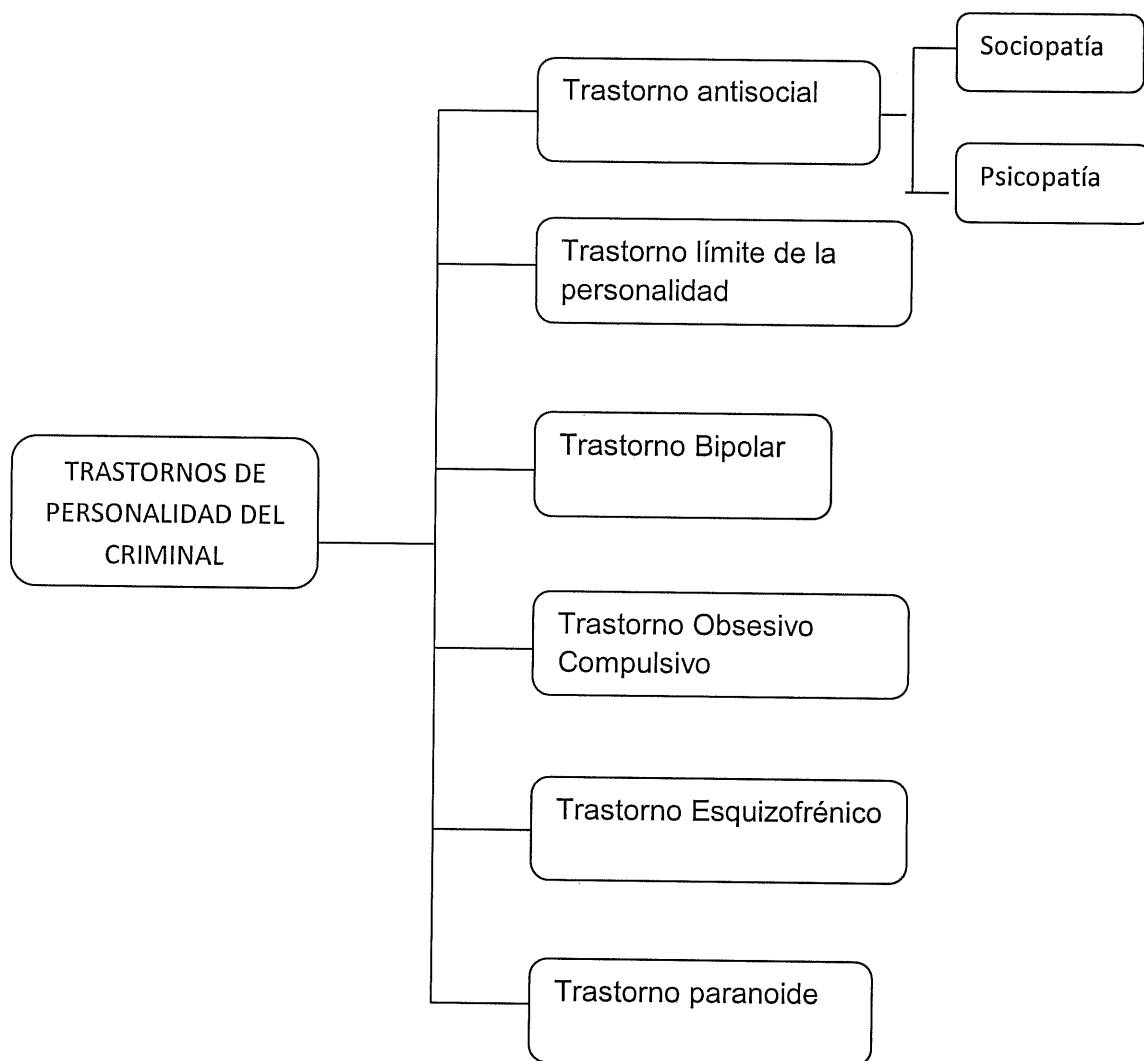 Sociopatía
Trastorno antisocial
Psicopatía
Trastorno límite de la
personalidad
Trastorno Bipolar
TRASTORNOS DE
PERSONALIDAD DEL
CRIMINAL
Trastorno Obsesivo
Compulsivo
Trastorno Esquizofrénico
Trastorno paranoide